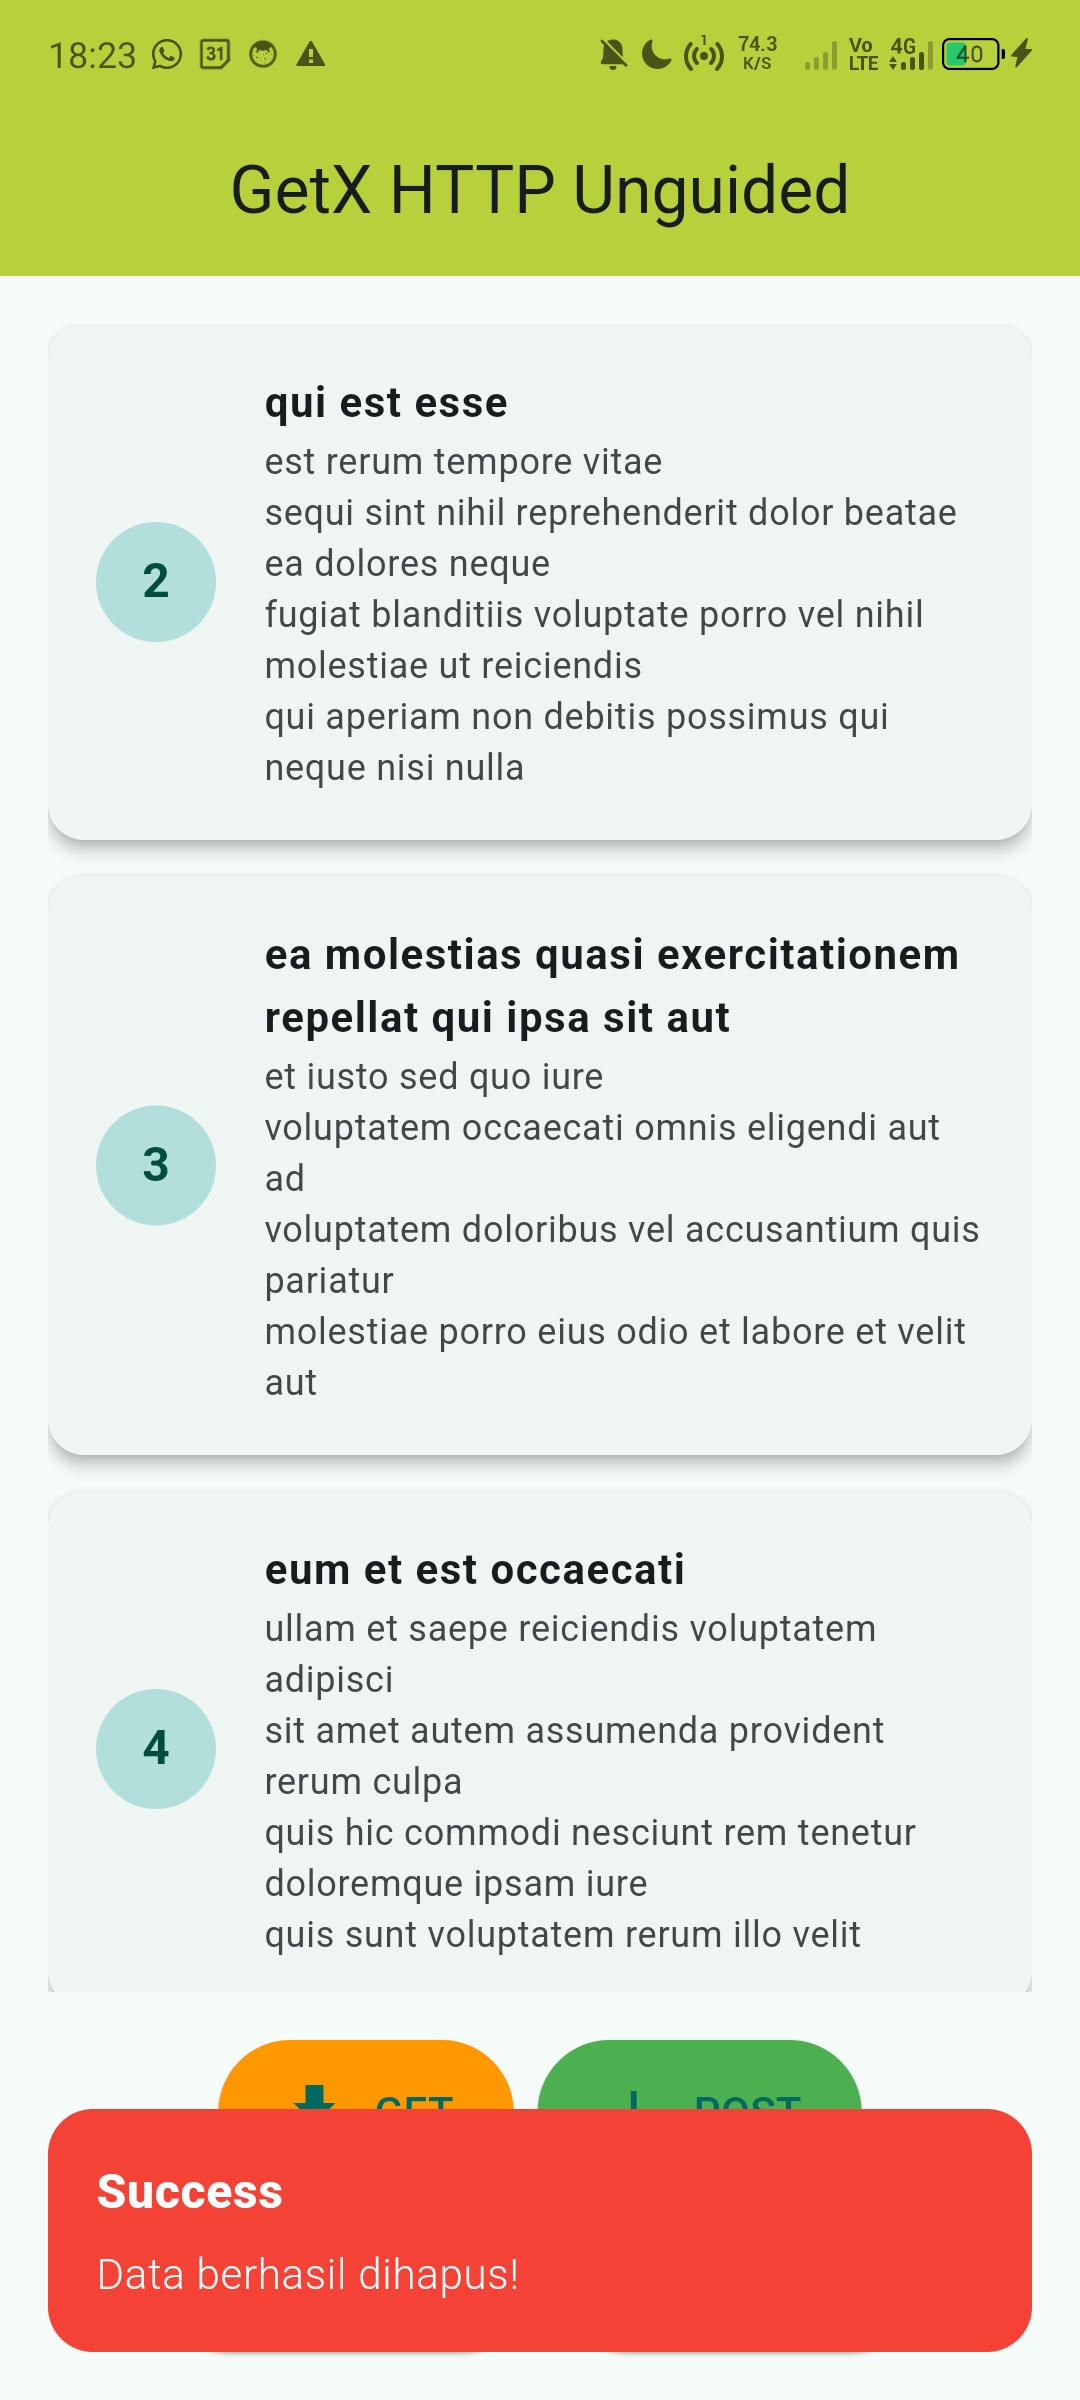 18:23 31 1 74.3 K/S Vo LTE 4G 40
GetX HTTP Unguided
qui est esse
est rerum tempore vitae
sequi sint nihil reprehenderit dolor beatae
ea dolores neque
fugiat blanditiis voluptate porro vel nihil
molestiae ut reiciendis
qui aperiam non debitis possimus qui
neque nisi nulla
2
ea molestias quasi exercitationem
repellat qui ipsa sit aut
et iusto sed quo iure
voluptatem occaecati omnis eligendi aut
ad
voluptatem doloribus vel accusantium quis
pariatur
molestiae porro eius odio et labore et velit
aut
3
eum et est occaecati
ullam et saepe reiciendis voluptatem
adipisci
sit amet autem assumenda provident
rerum culpa
quis hic commodi nesciunt rem tenetur
doloremque ipsam iure
quis sunt voluptatem rerum illo velit
4
GET POST
Success
Data berhasil dihapus!